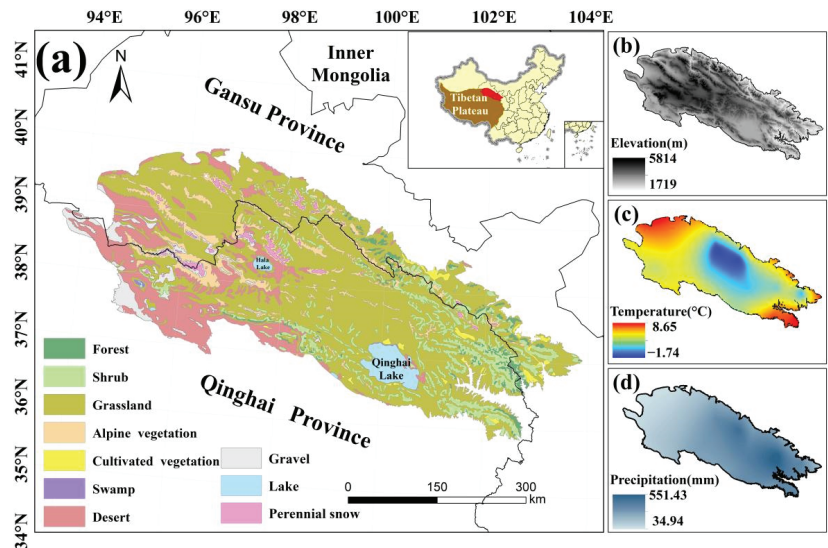 94°E 96°E 98°E 100°E 102°E 104°E
41°N
40°N
39°N
38°N
37°N
36°N
35°N
34°N
(a)
N
Inner
Mongolia
Gansu Province
Tibetan
Plateau
Hala
Lake
Qinghai
Lake
Qinghai Province
Forest
Shrub
Grassland
Alpine vegetation
Cultivated vegetation
Swamp
Desert
Gravel
Lake
Perennial snow
0 150 300
km
(b)
Elevation(m)
5814
1719
(c)
Temperature(°C)
8.65
−1.74
(d)
Precipitation(mm)
551.43
34.94